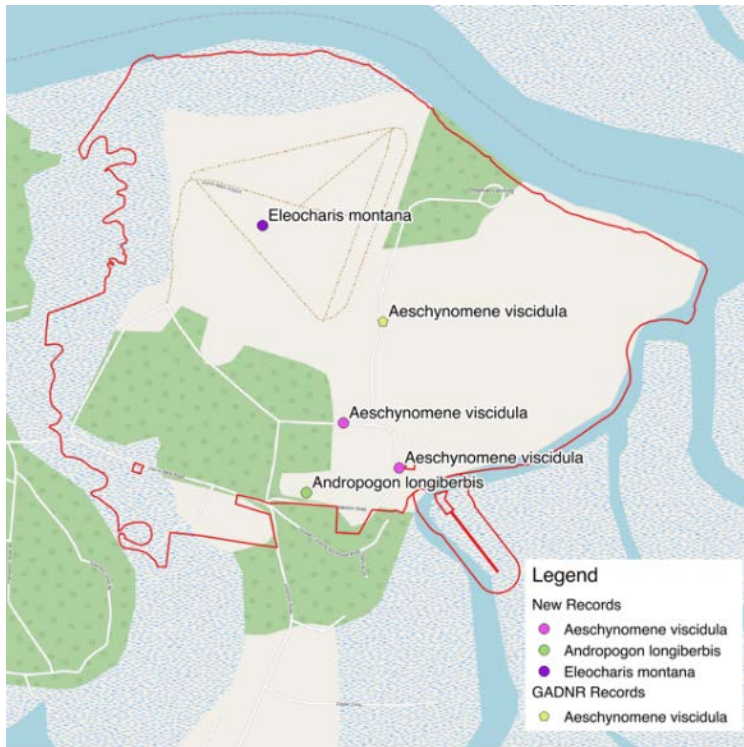 Eleocharis montana
Aeschynomene viscidula
Aeschynomene viscidula
Aeschynomene viscidula
Andropogon longiberbis
Legend
New Records
Aeschynomene viscidula
Andropogon longiberbis
Eleocharis montana
GADNR Records
Aeschynomene viscidula